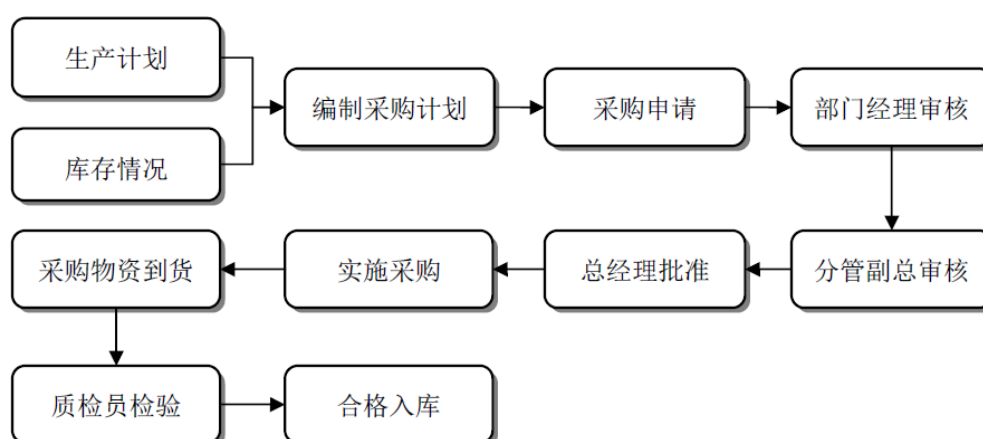 生产计划
库存情况
编制采购计划
采购申请
部门经理审核
分管副总审核
总经理批准
实施采购
采购物资到货
质检员检验
合格入库